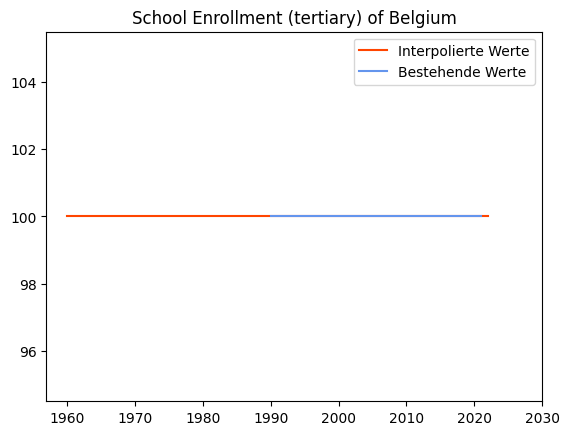 School Enrollment (tertiary) of Belgium
Interpolierte Werte
Bestehende Werte
104
102
100
98
96
1960 1970 1980 1990 2000 2010 2020 2030